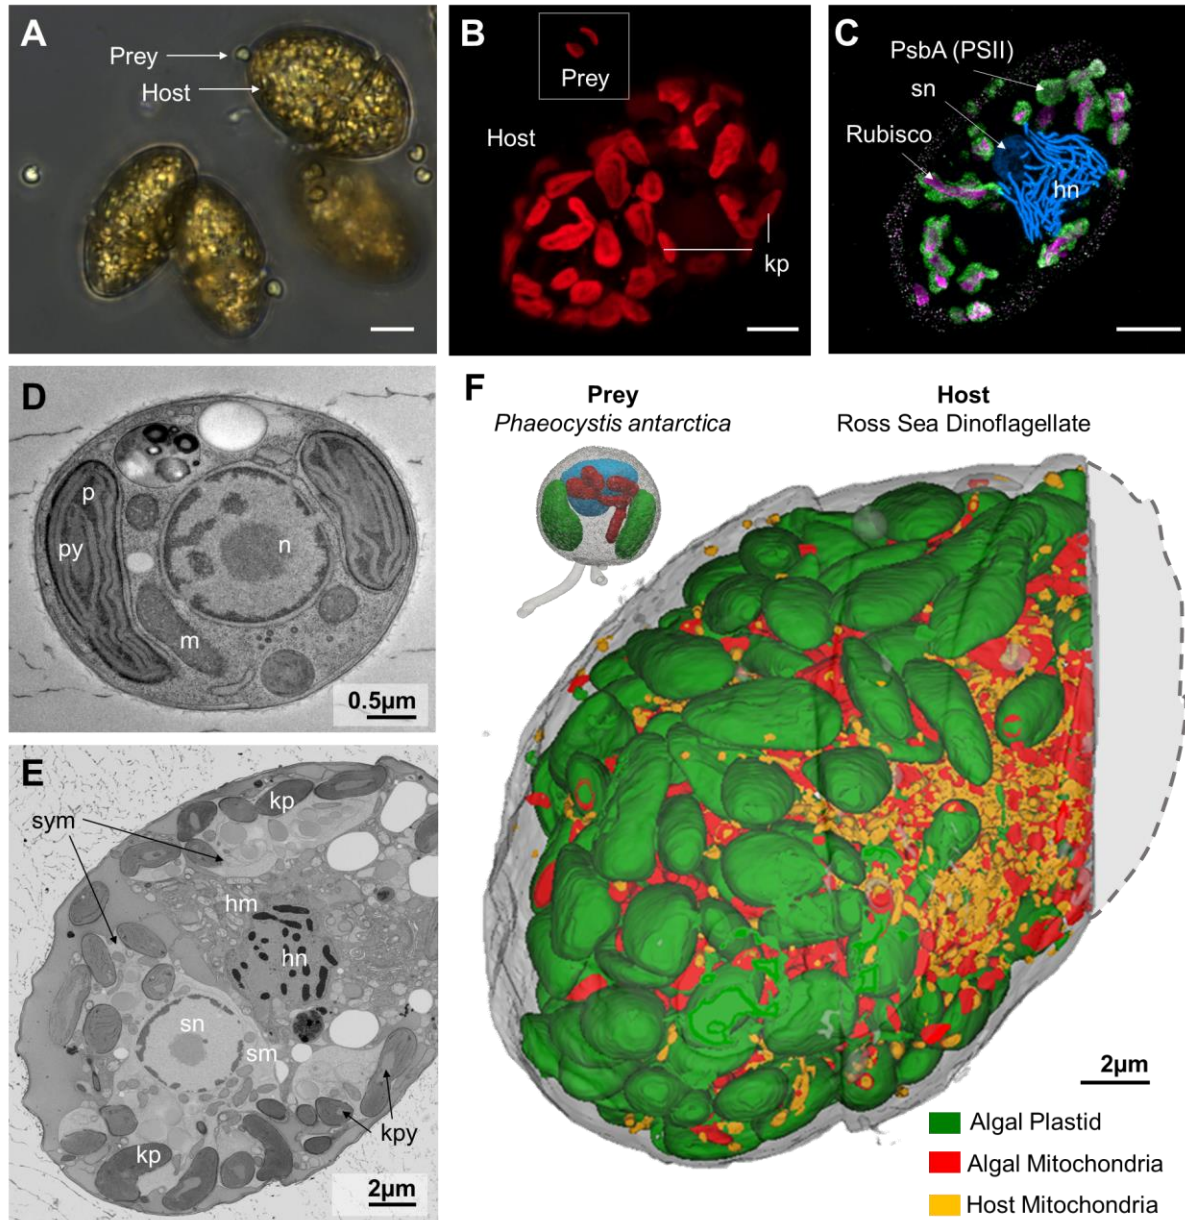 A
Prey
Host
B
Prey
Host
kp
C
PsbA (PSII)
sn
Rubisco
hn
D
p
py
n
m
0.5µm
E
kp
sym
hm
hn
sn
sm
kpy
kp
2µm
F
Prey
Phaeocystis antarctica
Host
Ross Sea Dinoflagellate
2µm
Algal Plastid
Algal Mitochondria
Host Mitochondria